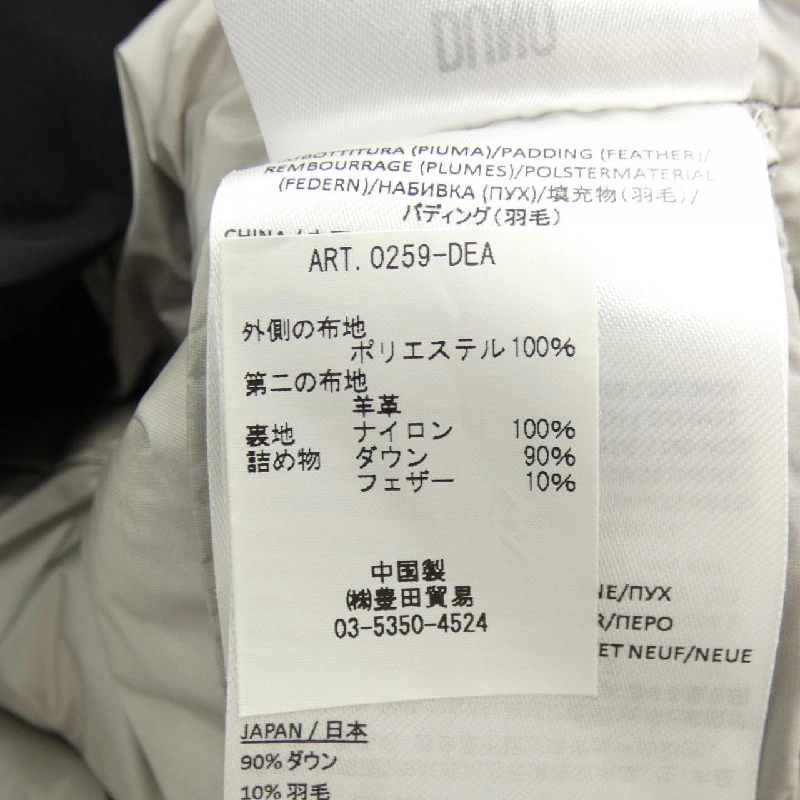 DUNO
(PIUMA)/PADDING (FEATHER)/
REMBOURRAGE (PLUMES)/POLSTERMATERIAL
(FEDERN)/НАБИВКА (ПУХ)/填充物(羽毛)/
パディング(羽毛)
CHINA /
ART. 0259-DEA
外側の布地
ポリエステル 100%
第二の布地
羊革
裏地 ナイロン 100%
詰め物 ダウン 90%
フェザー 10%
中国製
㈱豊田貿易
03-5350-4524
NE/ПУХ
R/ПЕРО
ET NEUF/NEUE
JAPAN / 日本
90% ダウン
10% 羽毛